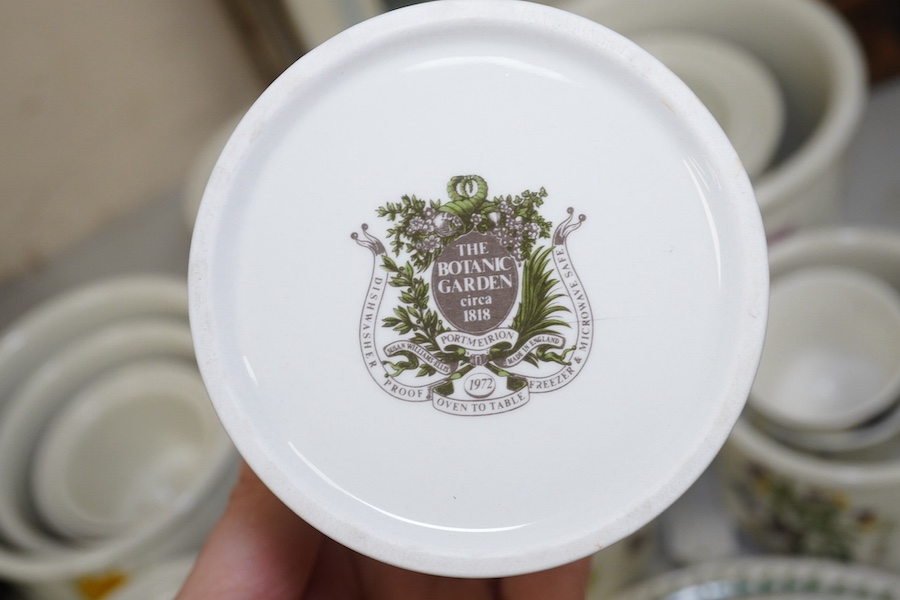 THE
BOTANIC
GARDEN
circa
1818
PORTMEIRION
SUSAN WILLIAMS-ELLIS
MADE IN ENGLAND
1972
DISHWASHER PROOF
OVEN TO TABLE
FREEZER & MICROWAVE SAFE